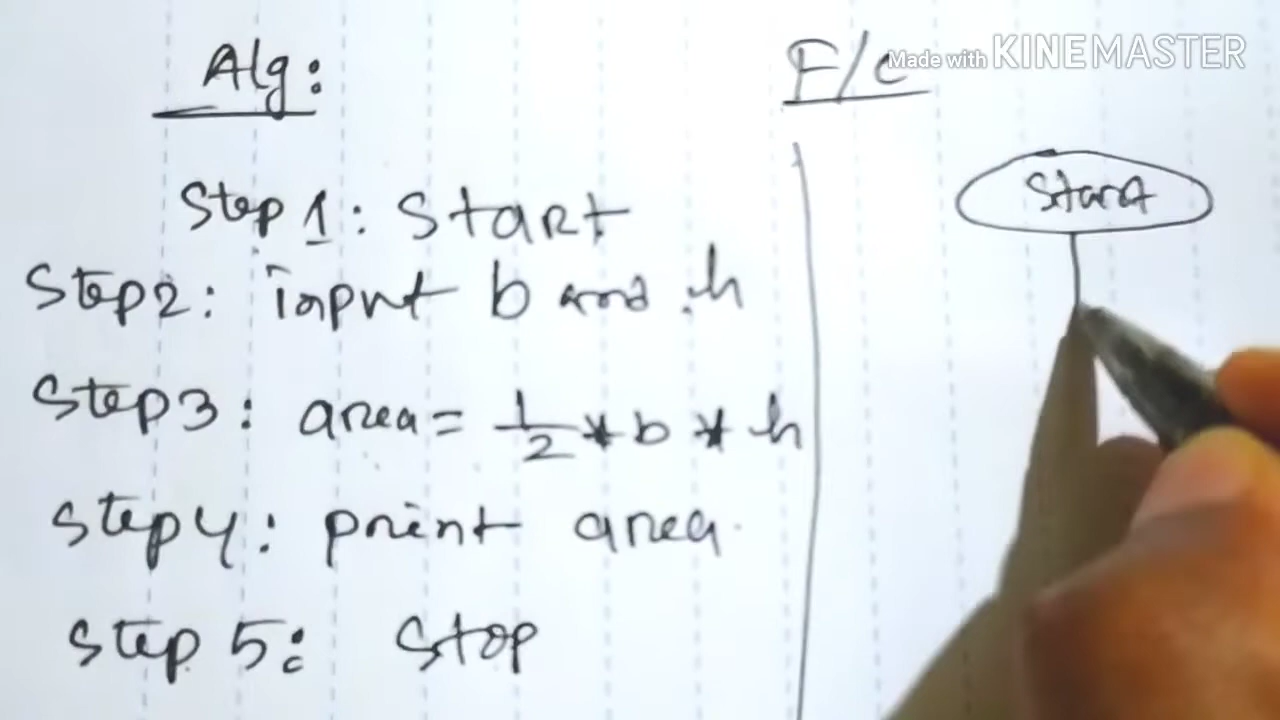 Alg:
Step 1: Start
Step2: input b and h
Step3: area = 1/2 * b * h
Step4: print area
Step 5: Stop
F/c
Made with KINEMASTER
Start